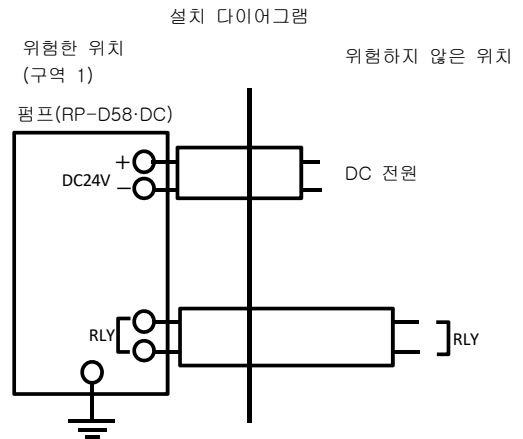 설치 다이어그램
위험한 위치
(구역 1)
위험하지 않은 위치
펌프(RP-D58·DC)
+
DC24V
−
DC 전원
RLY
RLY